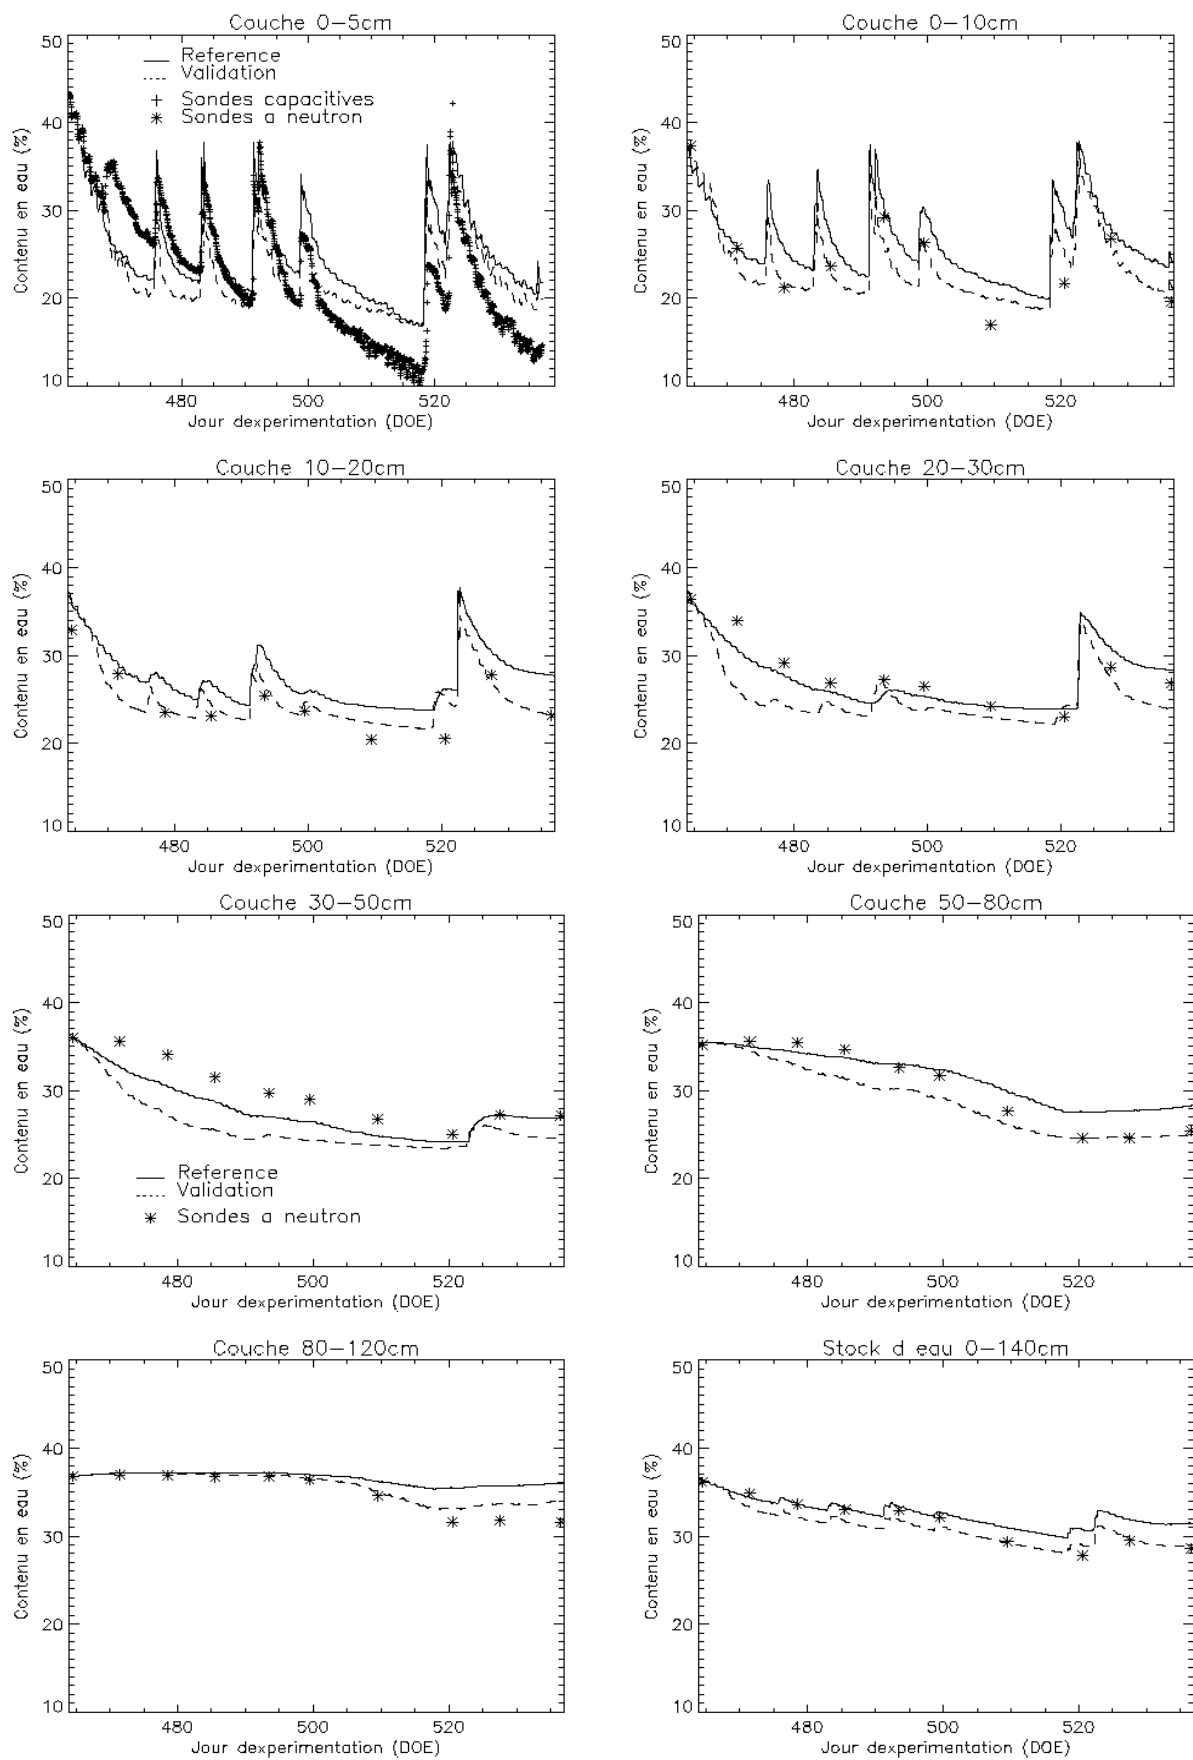 Couche 0-5cm
50
40
30
20
10
Contenu en eau (%)
Reference
Validation
Sondes capacitives
Sondes a neutron
480
500
520
Jour dexperimentation (DOE)
Couche 0-10cm
50
40
30
20
10
Contenu en eau (%)
480
500
520
Jour dexperimentation (DOE)
Couche 10-20cm
50
40
30
20
10
Contenu en eau (%)
480
500
520
Jour dexperimentation (DOE)
Couche 20-30cm
50
40
30
20
10
Contenu en eau (%)
480
500
520
Jour dexperimentation (DOE)
Couche 30-50cm
50
40
30
20
10
Contenu en eau (%)
Reference
Validation
Sondes a neutron
480
500
520
Jour dexperimentation (DOE)
Couche 50-80cm
50
40
30
20
10
Contenu en eau (%)
480
500
520
Jour dexperimentation (DOE)
Couche 80-120cm
50
40
30
20
10
Contenu en eau (%)
480
500
520
Jour dexperimentation (DOE)
Stock d eau 0-140cm
50
40
30
20
10
Contenu en eau (%)
480
500
520
Jour dexperimentation (DOE)